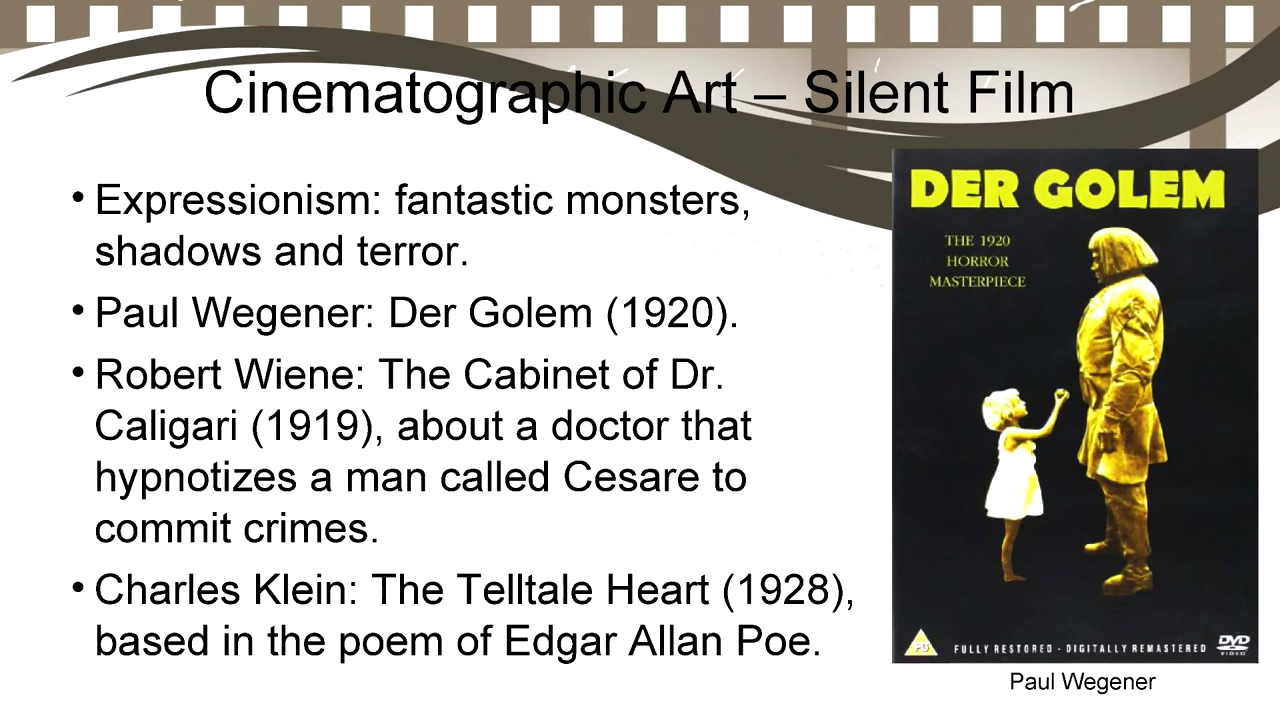 Cinematographic Art – Silent Film
• Expressionism: fantastic monsters,
shadows and terror.
• Paul Wegener: Der Golem (1920).
• Robert Wiene: The Cabinet of Dr.
Caligari (1919), about a doctor that
hypnotizes a man called Cesare to
commit crimes.
• Charles Klein: The Telltale Heart (1928),
based in the poem of Edgar Allan Poe.
DER GOLEM
THE 1920
HORROR
MASTERPIECE
PG
FULLY RESTORED - DIGITALLY REMASTERED
DVD
VIDEO
Paul Wegener